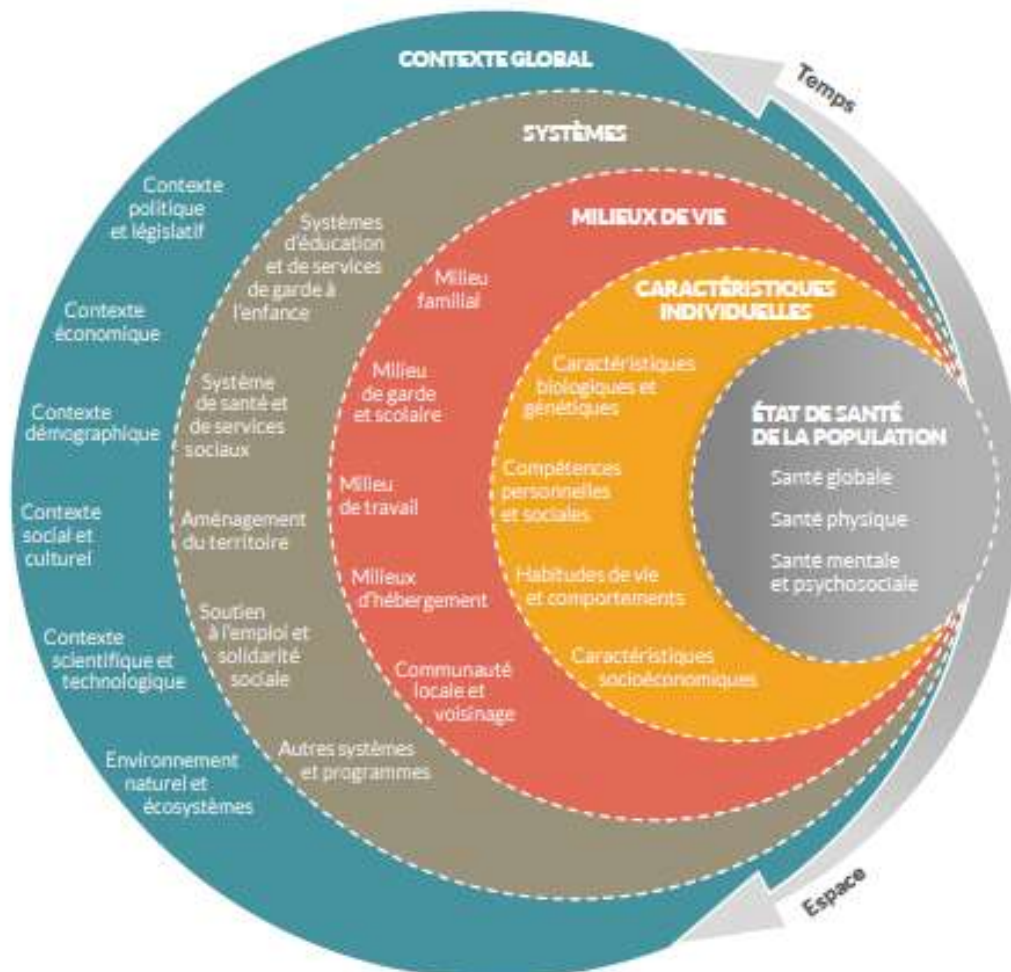 CONTEXTE GLOBAL
Temps
SYSTÈMES
MILIEUX DE VIE
CARACTÉRISTIQUES
INDIVIDUELLES
ÉTAT DE SANTÉ
DE LA POPULATION
Santé globale
Santé physique
Santé mentale
et psychosociale
Contexte
politique
et législatif
Contexte
économique
Contexte
démographique
Contexte
social et
culturel
Contexte
scientifique et
technologique
Environnement
naturel et
écosystèmes
Systèmes
d'éducation
et de services
de garde à
l'enfance
Système
de santé et
de services
sociaux
Aménagement
du territoire
Soutien
à l'emploi et
solidarité
sociale
Autres systèmes
et programmes
Milieu
familial
Milieu
de garde
et scolaire
Milieu
de travail
Milieux
d'hébergement
Communauté
locale et
voisinage
Caractéristiques
biologiques et
génétiques
Compétences
personnelles
et sociales
Habitudes de vie
et comportements
Caractéristiques
socioéconomiques
Espace